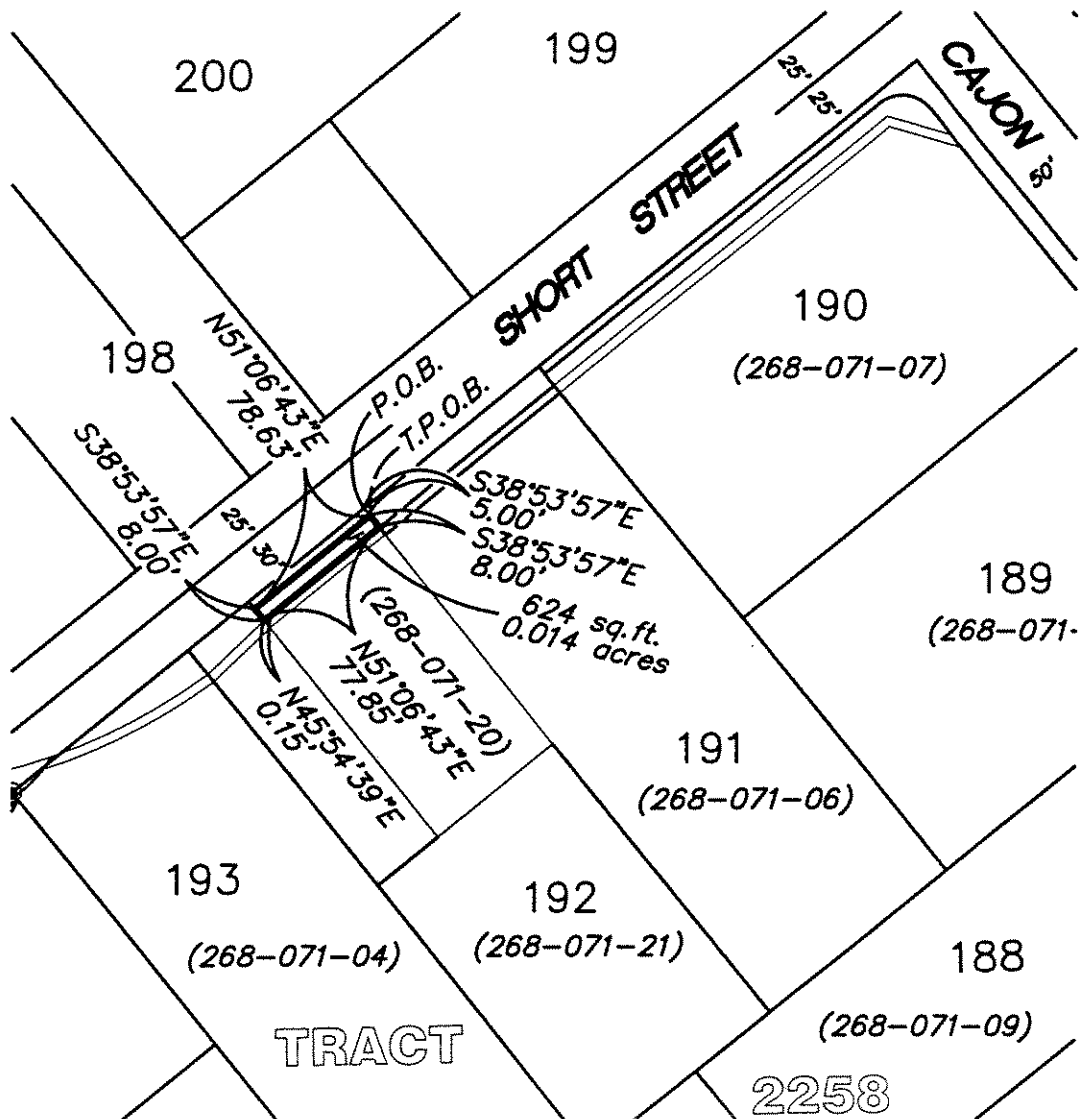 200
199
25'
25'
CAJON
50'
SHORT STREET
190
(268-071-07)
198
N51°06'43"E
78.63'
P.O.B.
T.P.O.B.
S38°53'57"E
8.00'
25'
30'
S38°53'57"E
5.00'
S38°53'57"E
8.00'
624 sq.ft.
0.014 acres
189
(268-071-
(268-071-20)
N51°06'43"E
77.85'
N45°54'39"E
0.15'
191
(268-071-06)
193
(268-071-04)
192
(268-071-21)
188
(268-071-09)
TRACT
2258